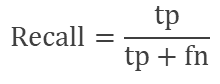 Recall = tp / tp + fn